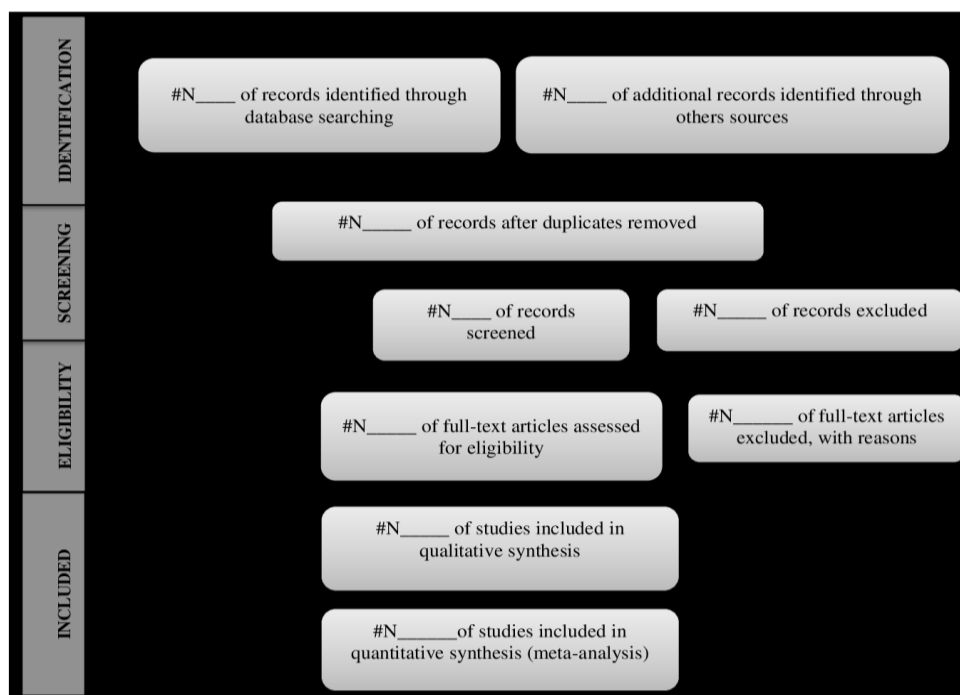 IDENTIFICATION
#N____ of records identified through
database searching
#N____ of additional records identified through
others sources
SCREENING
#N_____ of records after duplicates removed
#N____ of records
screened
#N_____ of records excluded
ELIGIBILITY
#N_____ of full-text articles assessed
for eligibility
#N______ of full-text articles
excluded, with reasons
INCLUDED
#N_____ of studies included in
qualitative synthesis
#N______of studies included in
quantitative synthesis (meta-analysis)